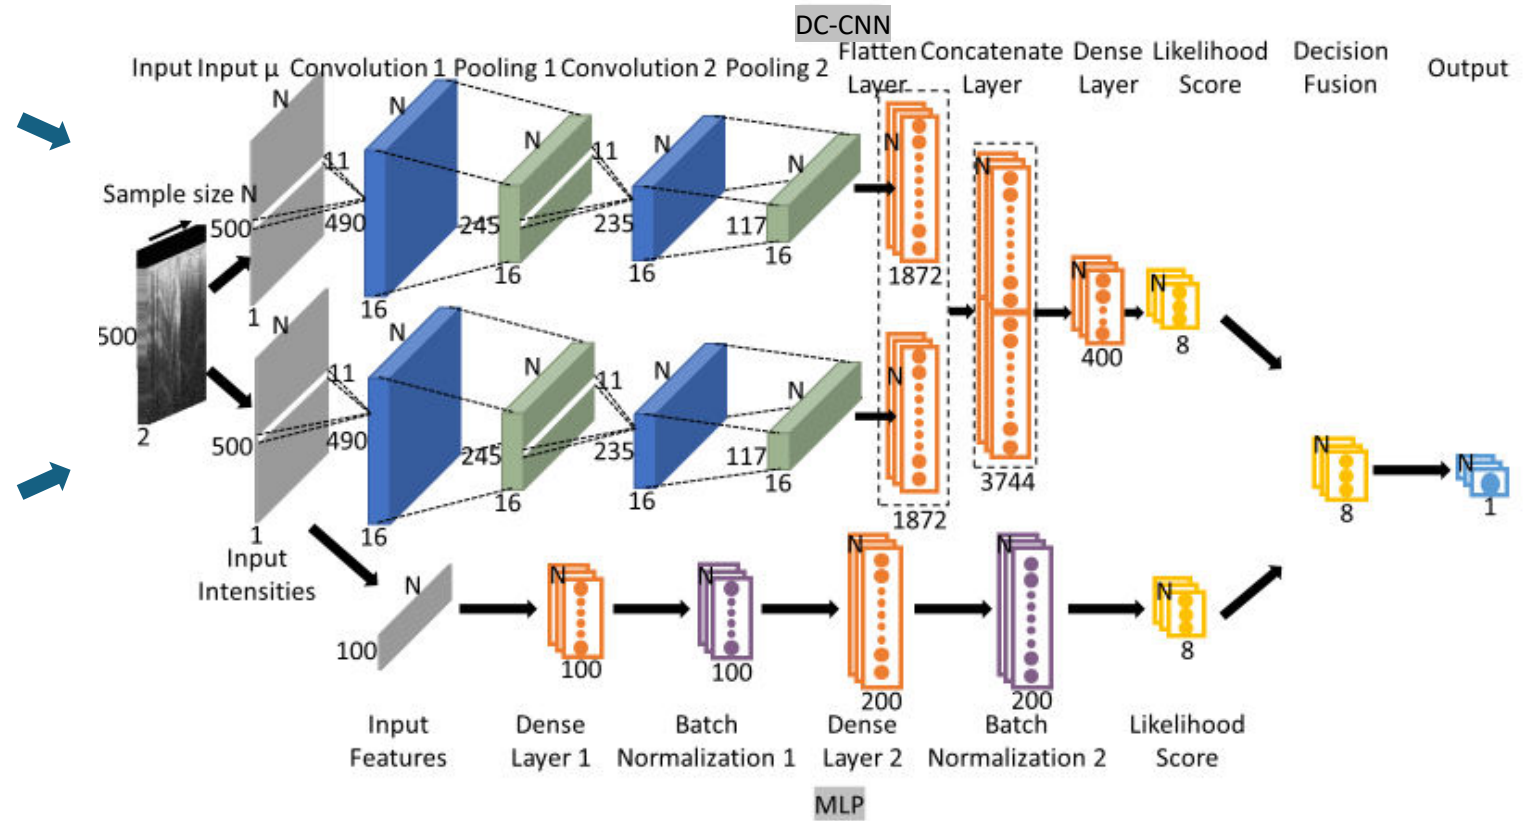 DC-CNN
Input Input μ Convolution 1 Pooling 1 Convolution 2 Pooling 2 Flatten Layer Concatenate Layer Dense Layer Likelihood Score Decision Fusion Output
Sample size N
500
2
N
500
1
11
N
490
16
N
245
16
11
N
235
16
N
117
16
N
1872
N
3744
N
400
N
8
N
500
1
11
N
490
16
N
245
16
11
N
235
16
N
117
16
N
1872
Input
Intensities
N
8
N
1
N
100
N
100
N
100
N
200
N
200
N
8
Input
Features
Dense
Layer 1
Batch
Normalization 1
Dense
Layer 2
Batch
Normalization 2
Likelihood
Score
MLP